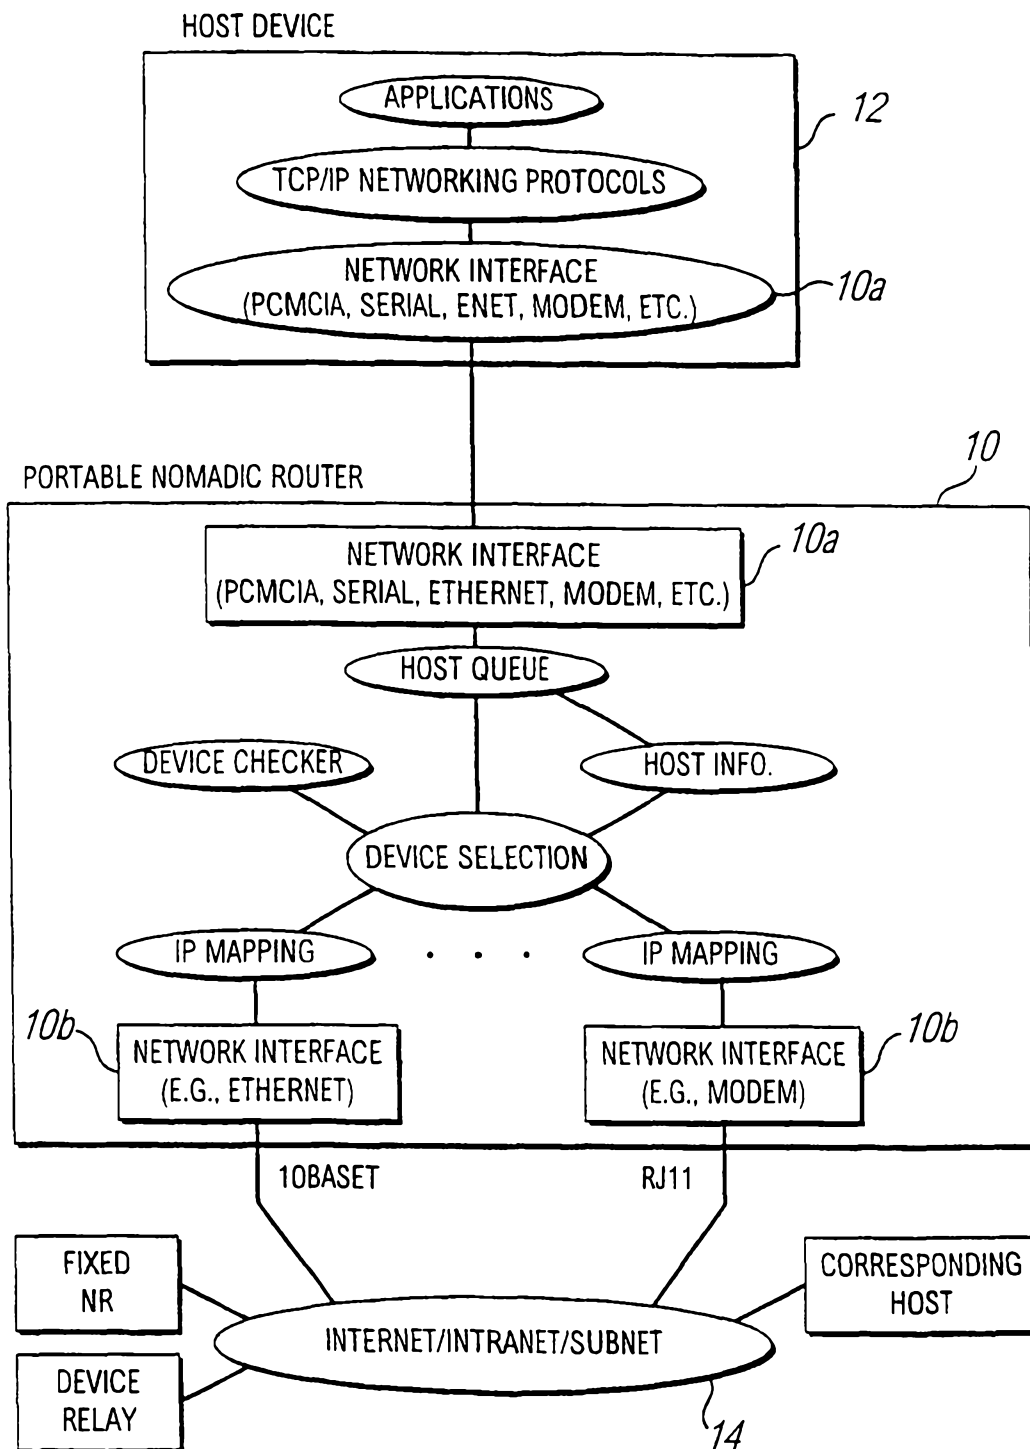 HOST DEVICE
APPLICATIONS
12
TCP/IP NETWORKING PROTOCOLS
NETWORK INTERFACE
(PCMCIA, SERIAL, ENET, MODEM, ETC.)
10a
10
PORTABLE NOMADIC ROUTER
NETWORK INTERFACE
(PCMCIA, SERIAL, ETHERNET, MODEM, ETC.)
10a
HOST QUEUE
DEVICE CHECKER
HOST INFO.
DEVICE SELECTION
IP MAPPING
. . .
IP MAPPING
10b
NETWORK INTERFACE
(E.G., ETHERNET)
NETWORK INTERFACE
(E.G., MODEM)
10b
10BASET
RJ11
FIXED
NR
CORRESPONDING
HOST
INTERNET/INTRANET/SUBNET
DEVICE
RELAY
14